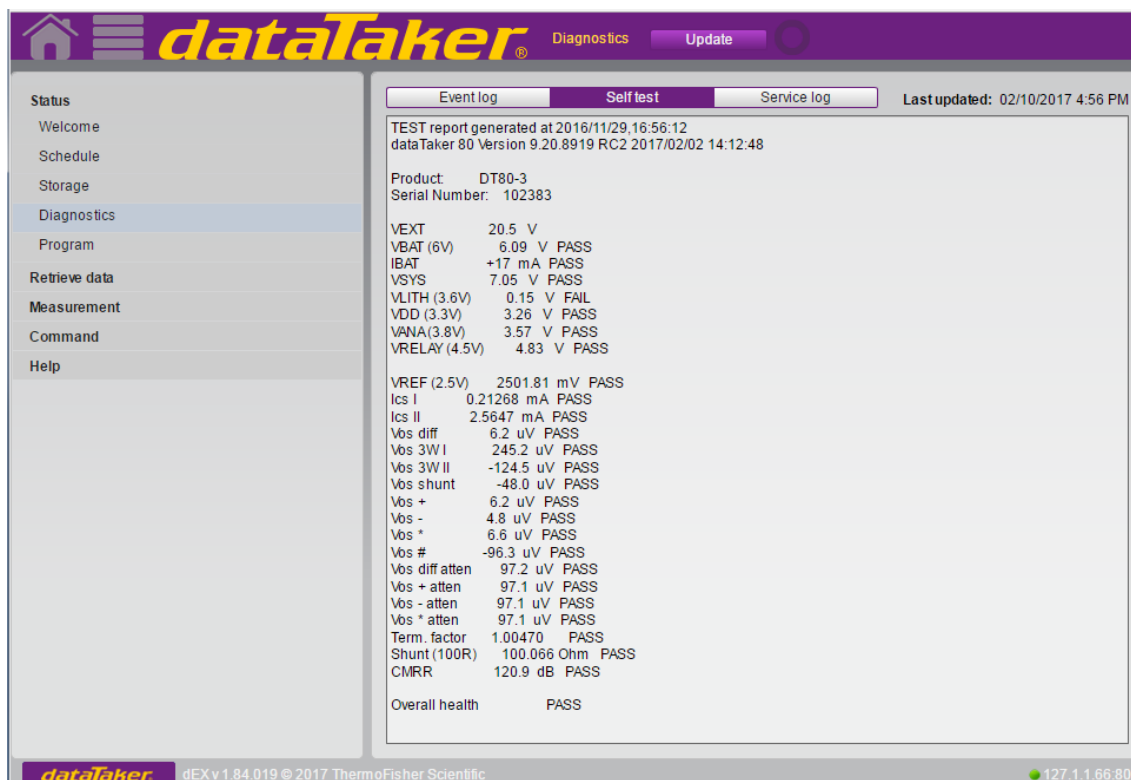 dataTaker® Diagnostics Update
Status
Welcome
Schedule
Storage
Diagnostics
Program
Retrieve data
Measurement
Command
Help
Event log Self test Service log Last updated: 02/10/2017 4:56 PM
TEST report generated at 2016/11/29,16:56:12
dataTaker 80 Version 9.20.8919 RC2 2017/02/02 14:12:48
Product: DT80-3
Serial Number: 102383
VEXT 20.5 V
VBAT (6V) 6.09 V PASS
IBAT +17 mA PASS
VSYS 7.05 V PASS
VLITH (3.6V) 0.15 V FAIL
VDD (3.3V) 3.26 V PASS
VANA (3.8V) 3.57 V PASS
VRELAY (4.5V) 4.83 V PASS
VREF (2.5V) 2501.81 mV PASS
Ics I 0.21268 mA PASS
Ics II 2.5647 mA PASS
Vos diff 6.2 uV PASS
Vos 3W I 245.2 uV PASS
Vos 3W II -124.5 uV PASS
Vos shunt -48.0 uV PASS
Vos + 6.2 uV PASS
Vos - 4.8 uV PASS
Vos * 6.6 uV PASS
Vos # -96.3 uV PASS
Vos diff atten 97.2 uV PASS
Vos + atten 97.1 uV PASS
Vos - atten 97.1 uV PASS
Vos * atten 97.1 uV PASS
Term. factor 1.00470 PASS
Shunt (100R) 100.066 Ohm PASS
CMRR 120.9 dB PASS
Overall health PASS
dataTaker. dEX v 1.84.019 © 2017 ThermoFisher Scientific 127.1.1.66:80